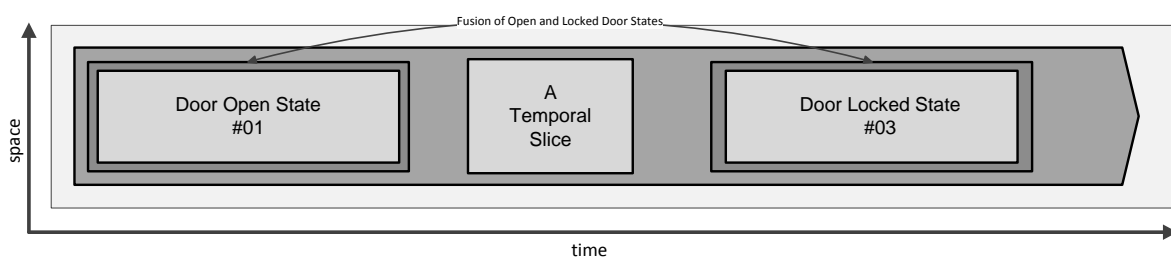 Fusion of Open and Locked Door States
Door Open State
#01
A
Temporal
Slice
Door Locked State
#03
space
time